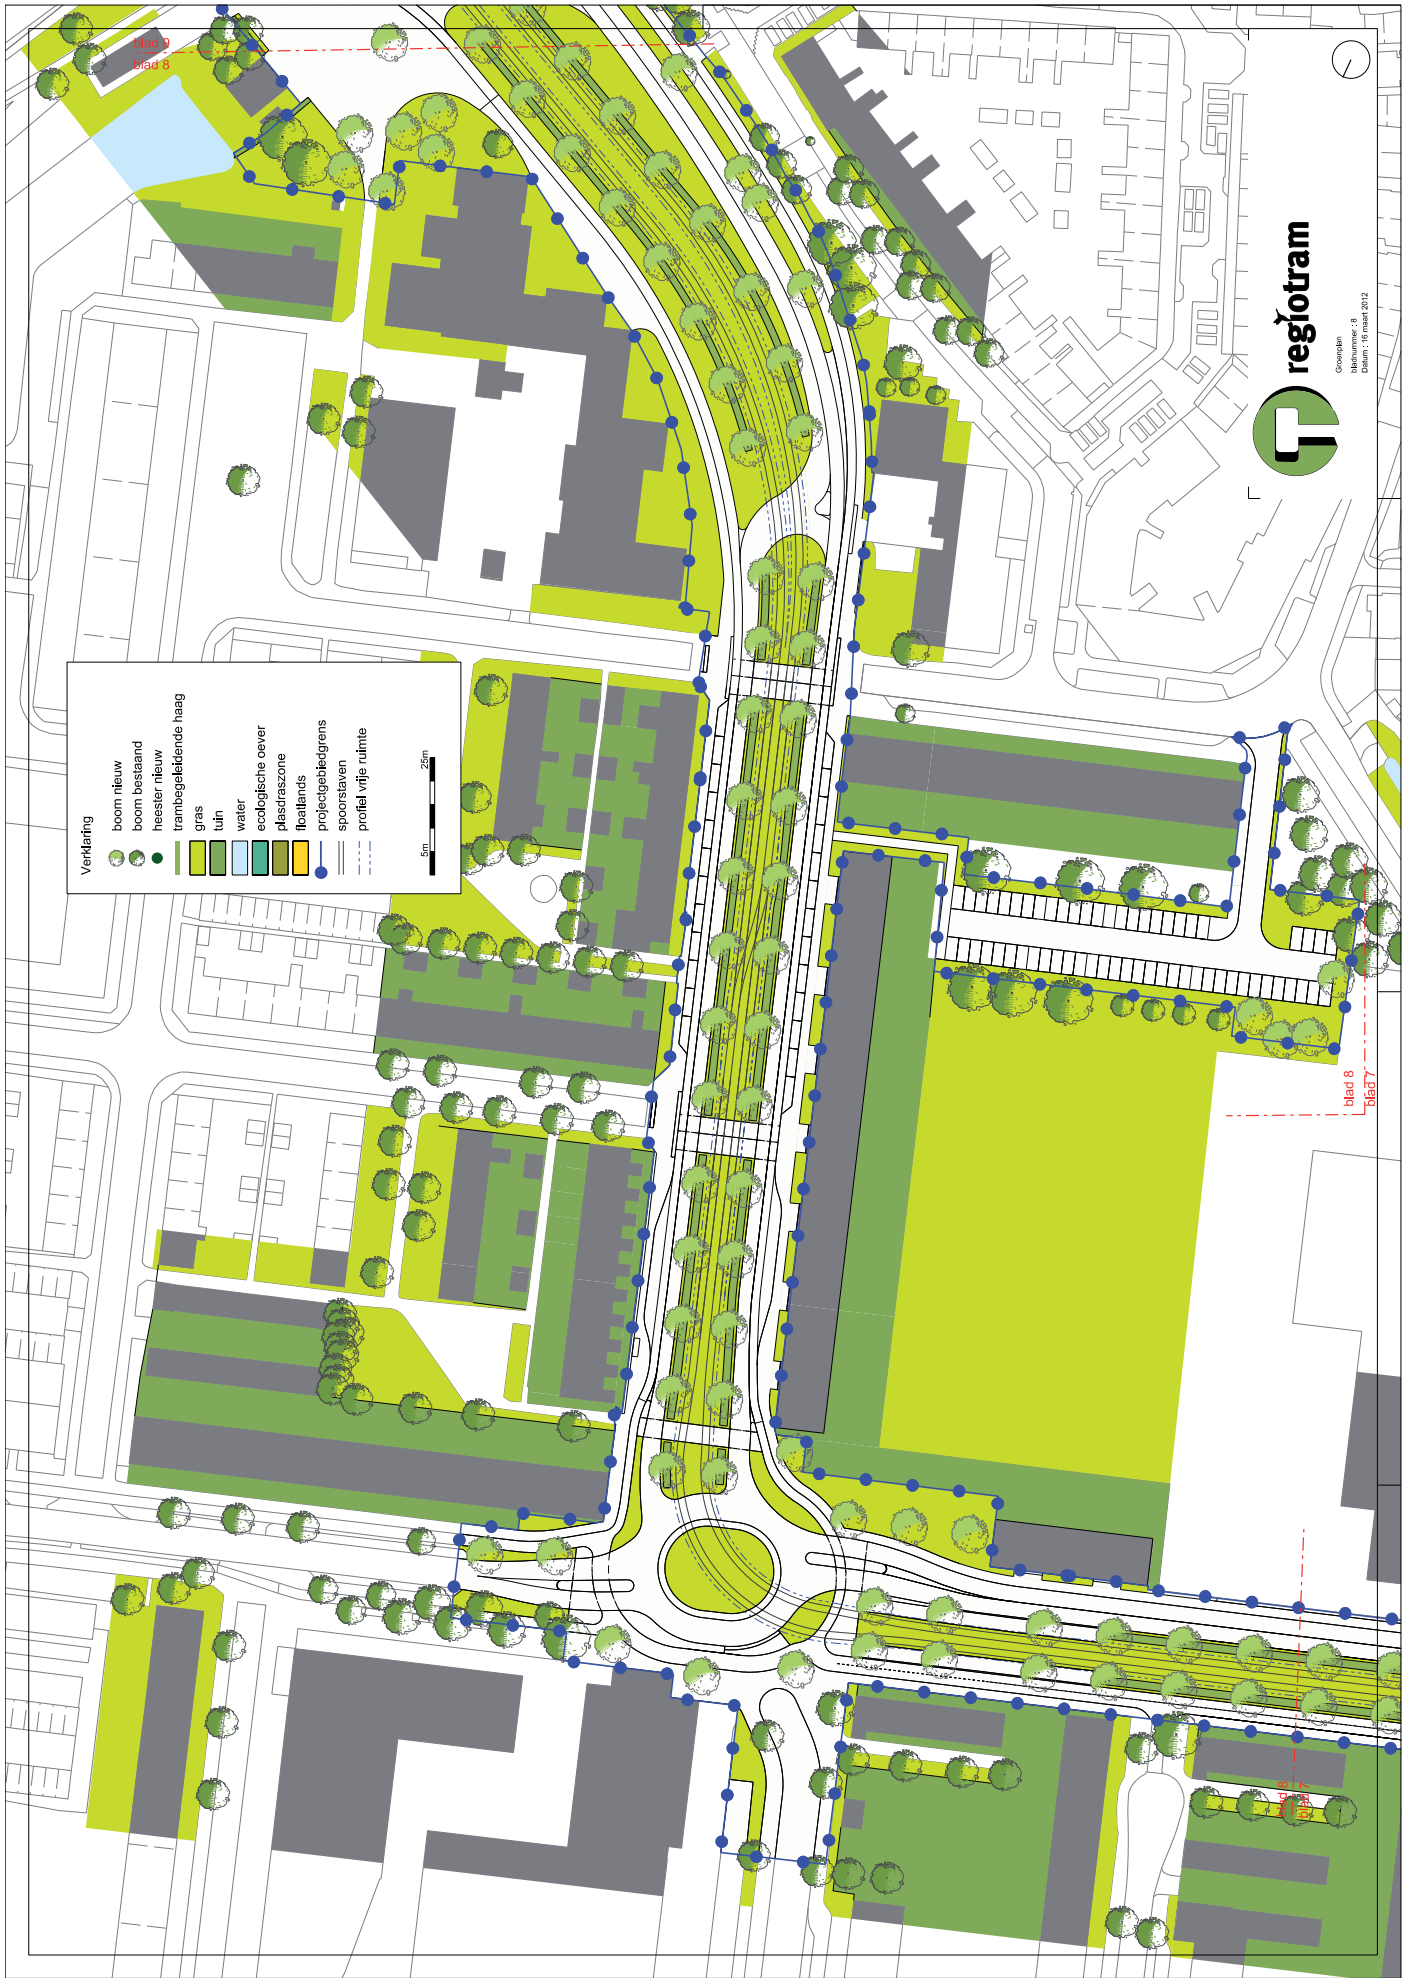 blad 9
blad 8
Verklaring
boom nieuw
boom bestaand
heester nieuw
trambegeleidende haag
gras
tuin
water
ecologische oever
plasdraszone
floatlands
projectgebiedgrens
spoorstaven
profiel vrije ruimte
5m
25m
regiotram
Groenplan
bladnummer : 8
Datum : 16 maart 2012
blad 8
blad 7
blad 8
blad 7